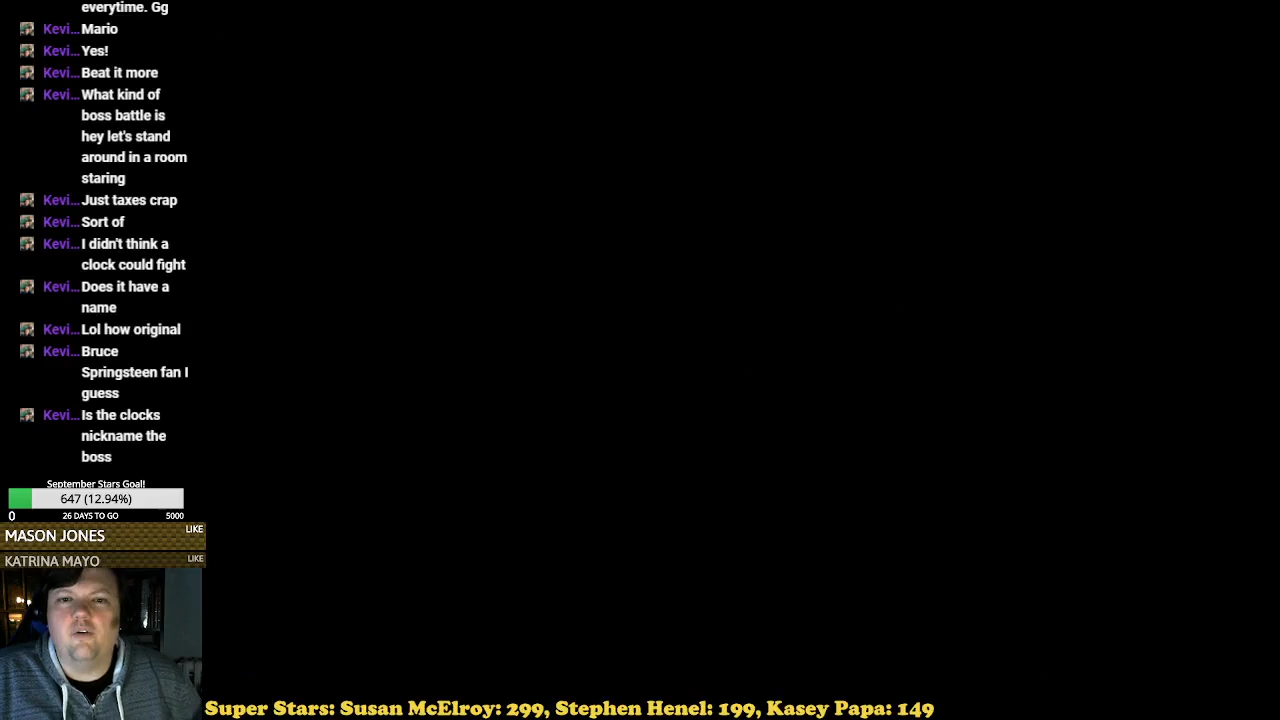 everytime. Gg
Kevi... Mario
Kevi... Yes!
Kevi... Beat it more
Kevi... What kind of
boss battle is
hey let's stand
around in a room
staring
Kevi... Just taxes crap
Kevi... Sort of
Kevi... I didn't think a
clock could fight
Kevi... Does it have a
name
Kevi... Lol how original
Kevi... Bruce
Springsteen fan I
guess
Kevi... Is the clocks
nickname the
boss
September Stars Goal!
647 (12.94%)
0 26 DAYS TO GO 5000
MASON JONES LIKE
KATRINA MAYO LIKE
Super Stars: Susan McElroy: 299, Stephen Henel: 199, Kasey Papa: 149